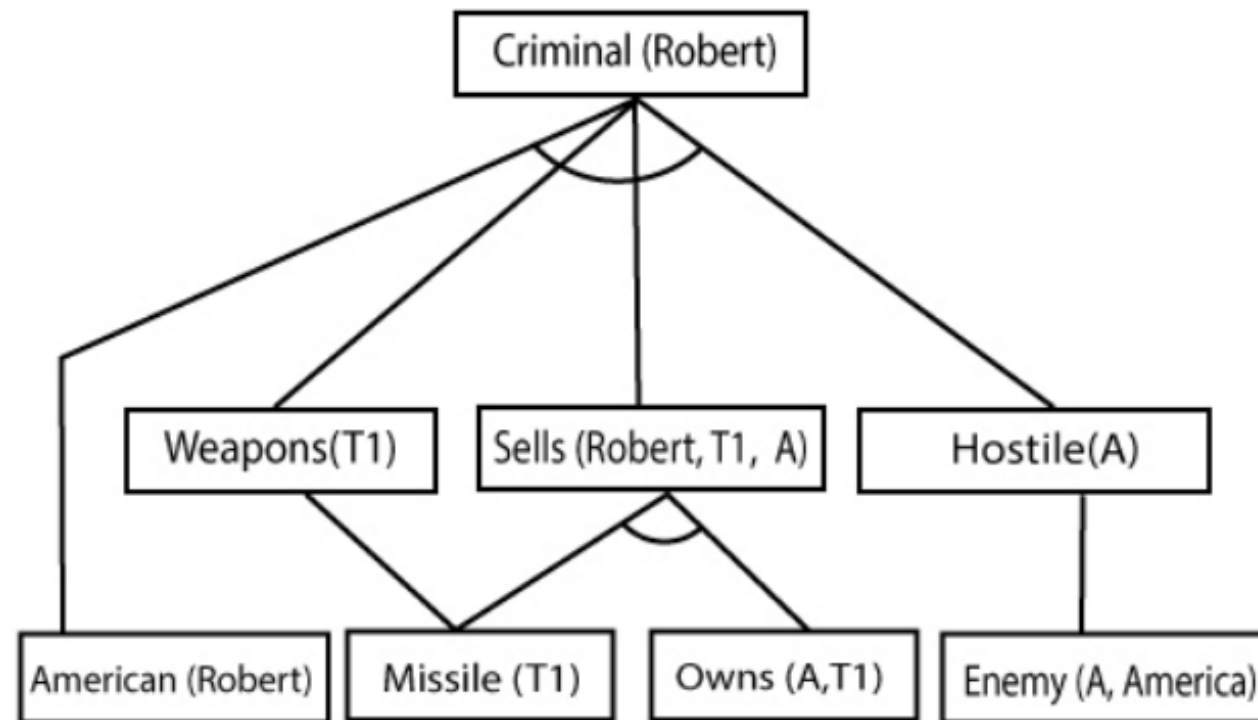 Criminal (Robert)
Weapons(T1)
Sells (Robert, T1, A)
Hostile(A)
American (Robert)
Missile (T1)
Owns (A,T1)
Enemy (A, America)